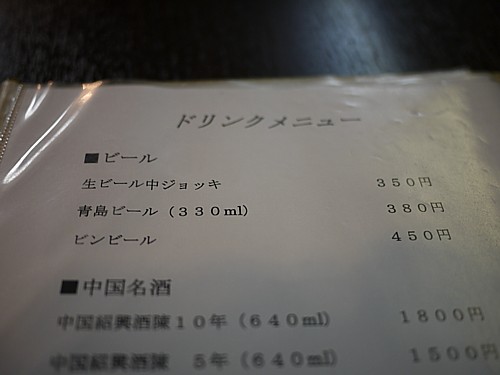 ドリンクメニュー
■ビール
生ビール中ジョッキ ３５０円
青島ビール（３３０ml） ３８０円
ビンビール ４５０円
■中国名酒
中国紹興酒陳１０年（６４０ml） １８００円
中国紹興酒陳　５年（６４０ml） １５００円